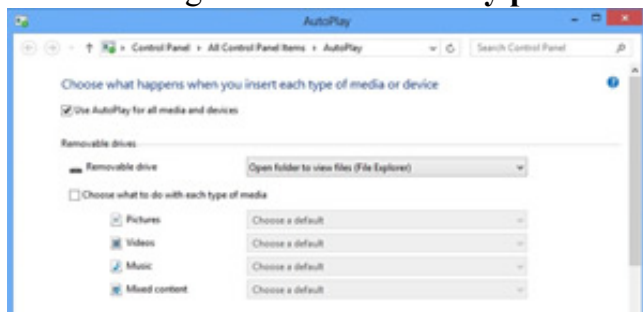 AutoPlay
Control Panel All Control Panel Items AutoPlay Search Control Panel
Choose what happens when you insert each type of media or device
Use AutoPlay for all media and devices
Removable drives
Removable drive Open folder to view files (File Explorer)
Choose what to do with each type of media
Pictures Choose a default
Videos Choose a default
Music Choose a default
Mixed content Choose a default